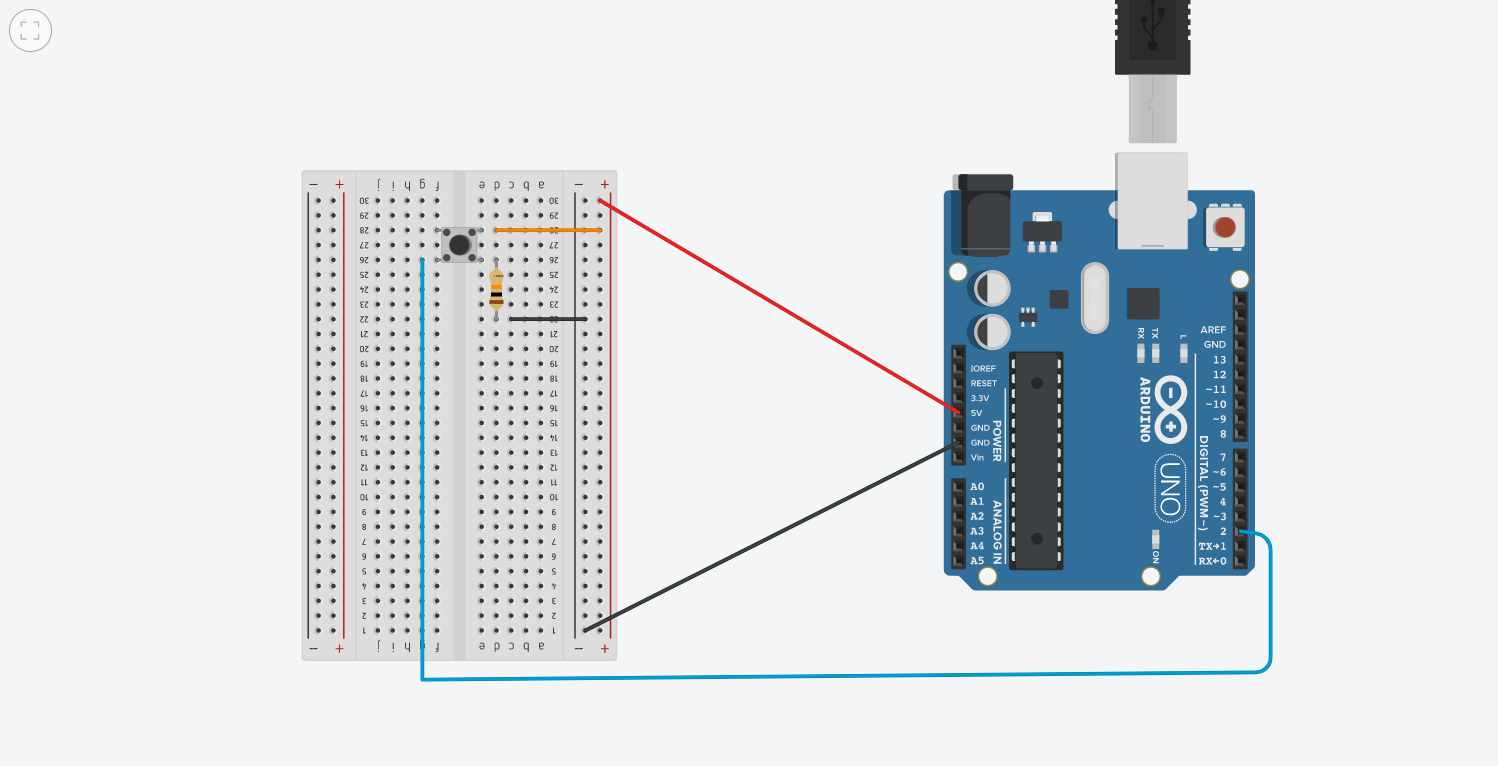 − + j i h g f e d c b a − +
30 30
29 29
28 28
27 27
26 26
25 25
24 24
23 23
22 22
21 21
20 20
19 19
18 18
17 17
16 16
15 15
14 14
13 13
12 12
11 11
10 10
9 9
8 8
7 7
6 6
5 5
4 4
3 3
2 2
1 1
− + j i h g f e d c b a − +
IOREF
RESET
3.3V
5V
GND
GND
Vin
POWER
A0
A1
A2
A3
A4
A5
ANALOG IN
RX
TX
L
ARDUINO
UNO
ON
AREF
GND
13
12
~11
~10
~9
8
7
~6
~5
4
~3
2
TX→1
RX←0
DIGITAL (PWM~)